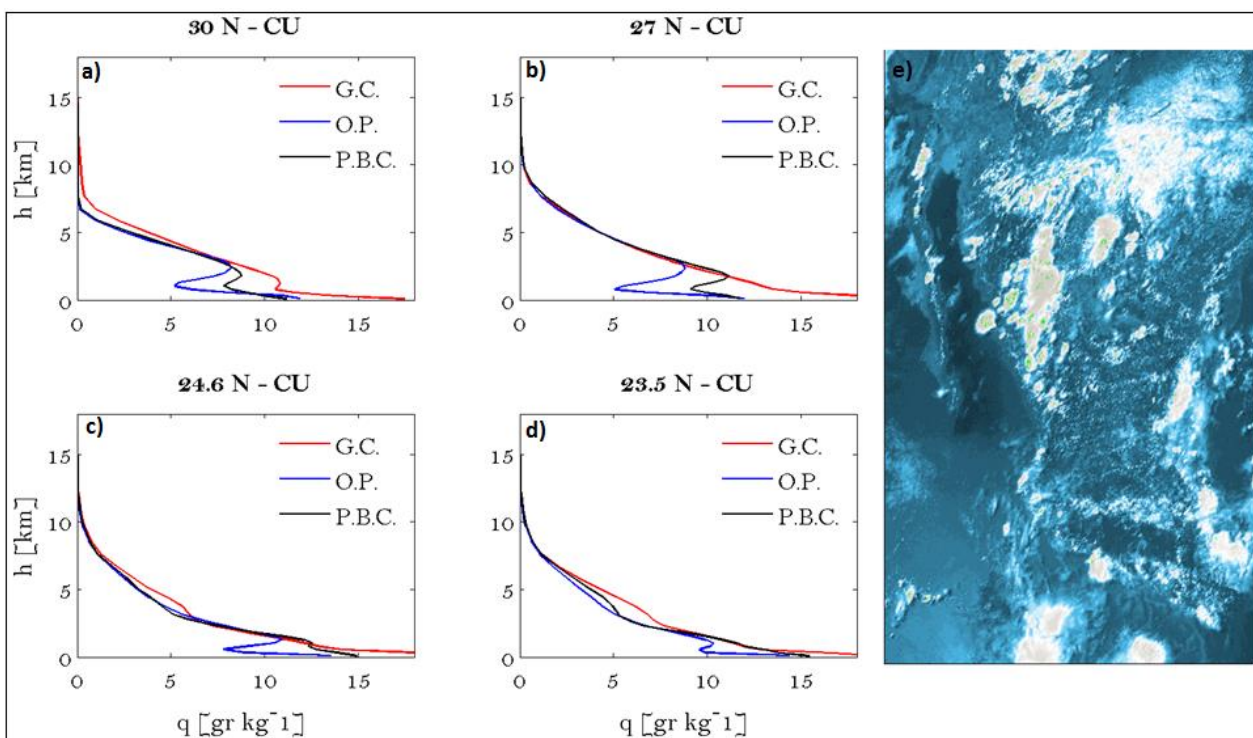 30 N - CU
a)
G.C.
O.P.
P.B.C.
15
10
5
0
h [km]
0 5 10 15
27 N - CU
b)
G.C.
O.P.
P.B.C.
15
10
5
0
0 5 10 15
24.6 N - CU
c)
G.C.
O.P.
P.B.C.
15
10
5
0
h [km]
0 5 10 15
q [gr kg⁻1]
23.5 N - CU
d)
G.C.
O.P.
P.B.C.
15
10
5
0
0 5 10 15
q [gr kg⁻1]
e)